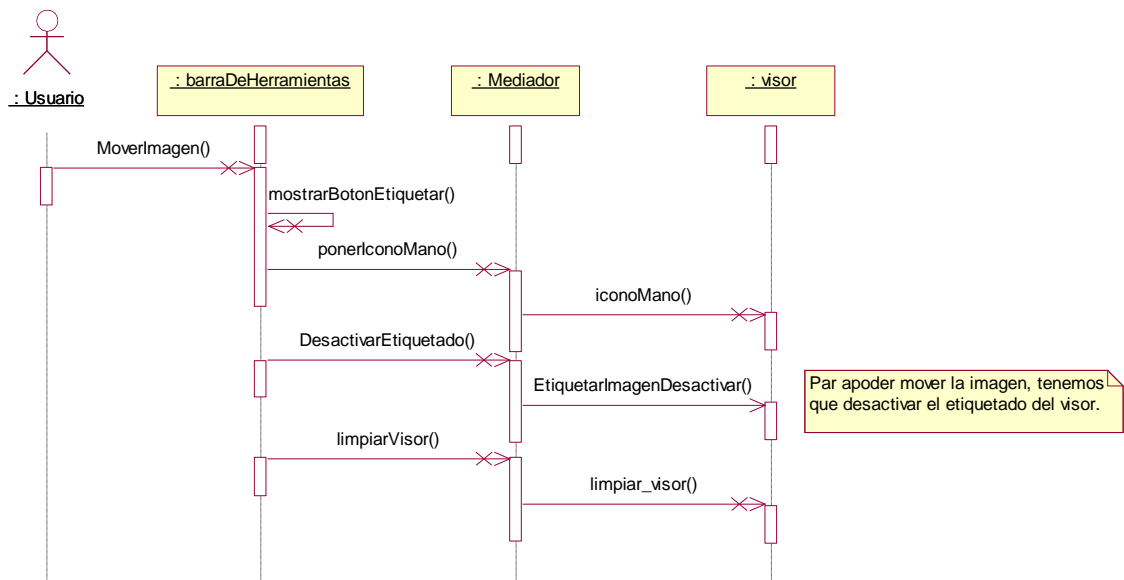 : Usuario
: barraDeHerramientas
: Mediador
: visor
MoverImagen()
mostrarBotonEtiquetar()
ponerIconoMano()
iconoMano()
DesactivarEtiquetado()
EtiquetarImagenDesactivar()
Par apoder mover la imagen, tenemos
que desactivar el etiquetado del visor.
limpiarVisor()
limpiar_visor()